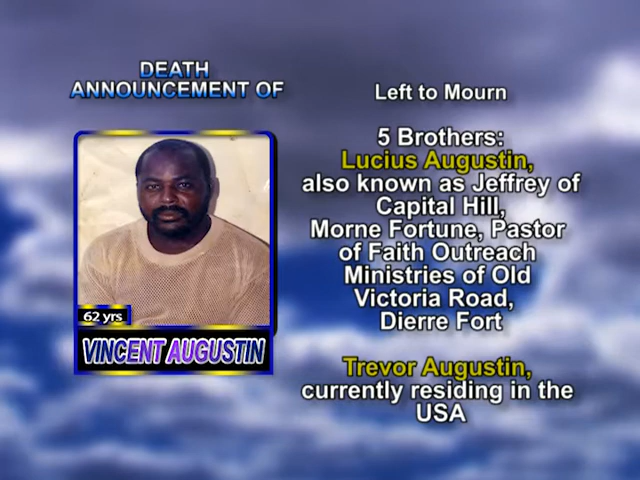 DEATH
ANNOUNCEMENT OF
62 yrs
VINCENT AUGUSTIN
Left to Mourn
5 Brothers:
Lucius Augustin,
also known as Jeffrey of
Capital Hill,
Morne Fortune, Pastor
of Faith Outreach
Ministries of Old
Victoria Road,
Dierre Fort
Trevor Augustin,
currently residing in the
USA